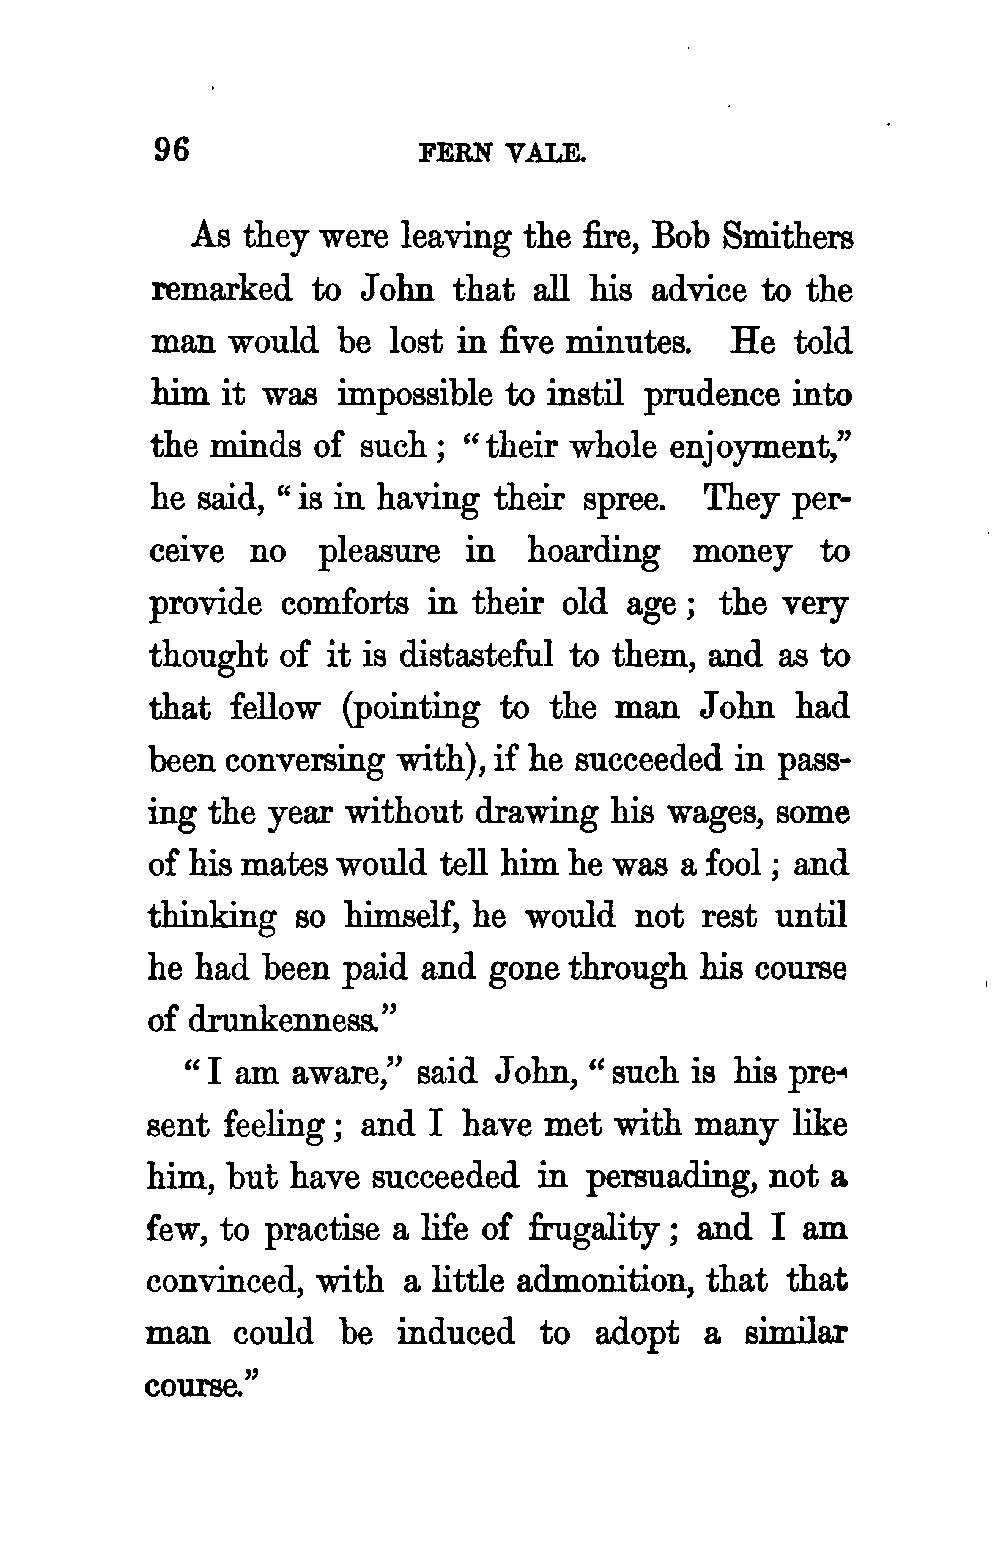 96 FERN VALE.
As they were leaving the fire, Bob Smithers
remarked to John that all his advice to the
man would be lost in five minutes. He told
him it was impossible to instil prudence into
the minds of such; "their whole enjoyment,"
he said, "is in having their spree. They per-
ceive no pleasure in hoarding money to
provide comforts in their old age; the very
thought of it is distasteful to them, and as to
that fellow (pointing to the man John had
been conversing with), if he succeeded in pass-
ing the year without drawing his wages, some
of his mates would tell him he was a fool; and
thinking so himself, he would not rest until
he had been paid and gone through his course
of drunkenness."
"I am aware," said John, "such is his pre-
sent feeling; and I have met with many like
him, but have succeeded in persuading, not a
few, to practise a life of frugality; and I am
convinced, with a little admonition, that that
man could be induced to adopt a similar
course."